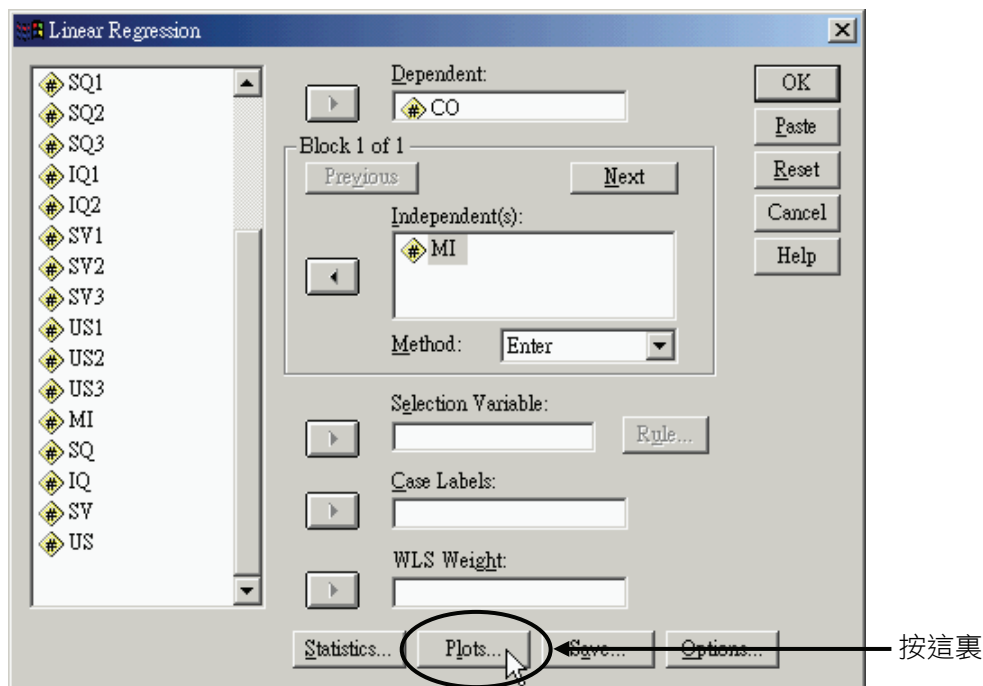 Linear Regression
SQ1
SQ2
SQ3
IQ1
IQ2
SV1
SV2
SV3
US1
US2
US3
MI
SQ
IQ
SV
US
Dependent:
CO
Block 1 of 1
Previous
Next
Independent(s):
MI
Method:
Enter
Selection Variable:
Rule...
Case Labels:
WLS Weight:
OK
Paste
Reset
Cancel
Help
Statistics...
Plots...
Save...
Options...
按這裏